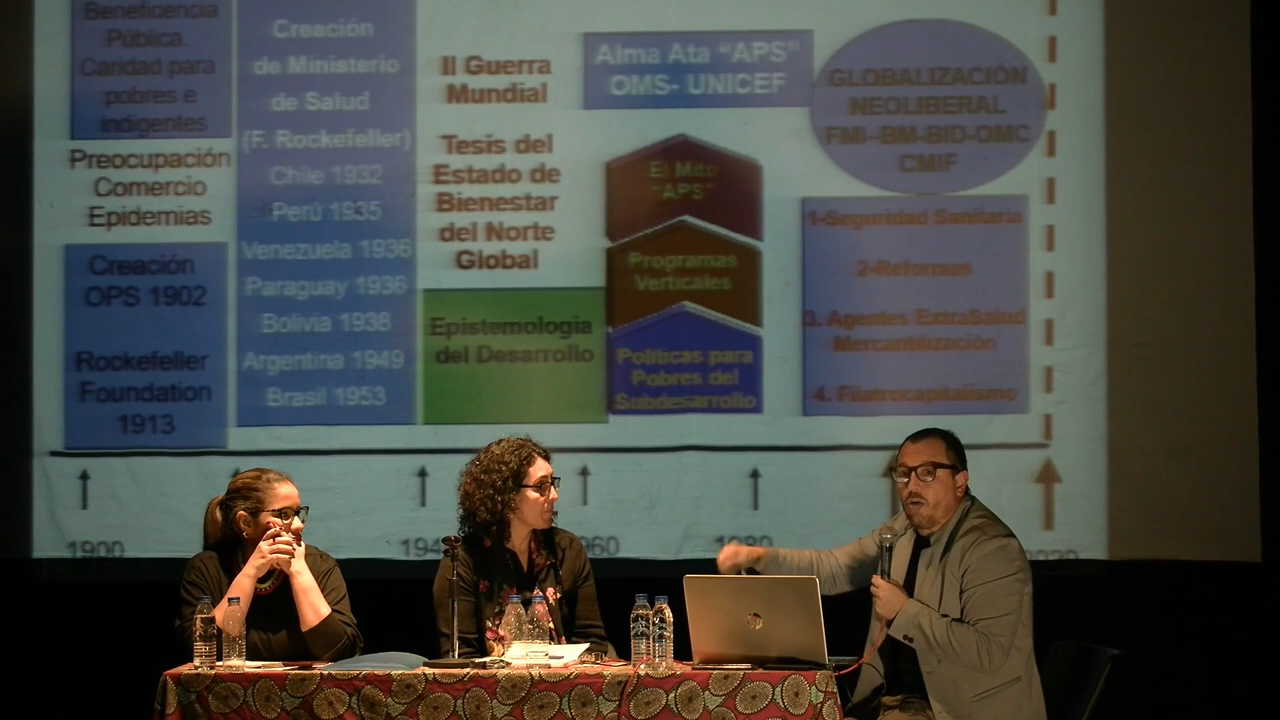 Beneficencia
Pública.
Caridad para
pobres e
indigentes
Preocupación
Comercio
Epidemias
Creación
OPS 1902
Rockefeller
Foundation
1913
Creación
de Ministerio
de Salud
(F. Rockefeller)
Chile 1932
Perú 1935
Venezuela 1936
Paraguay 1936
Bolivia 1938
Argentina 1949
Brasil 1953
II Guerra
Mundial
Tesis del
Estado de
Bienestar
del Norte
Global
Epistemologia
del Desarrollo
Alma Ata “APS”
OMS- UNICEF
El Mito
“APS”
Programas
Verticales
Políticas para
Pobres del
Subdesarrollo
GLOBALIZACIÓN
NEOLIBERAL
FMI--BM-BID-OMC
CMIF
1-Seguridad Sanitaria
2-Reformas
3. Agentes ExtraSalud
Mercantilización
4. Filatrocapitalismo
1900
1980
hp